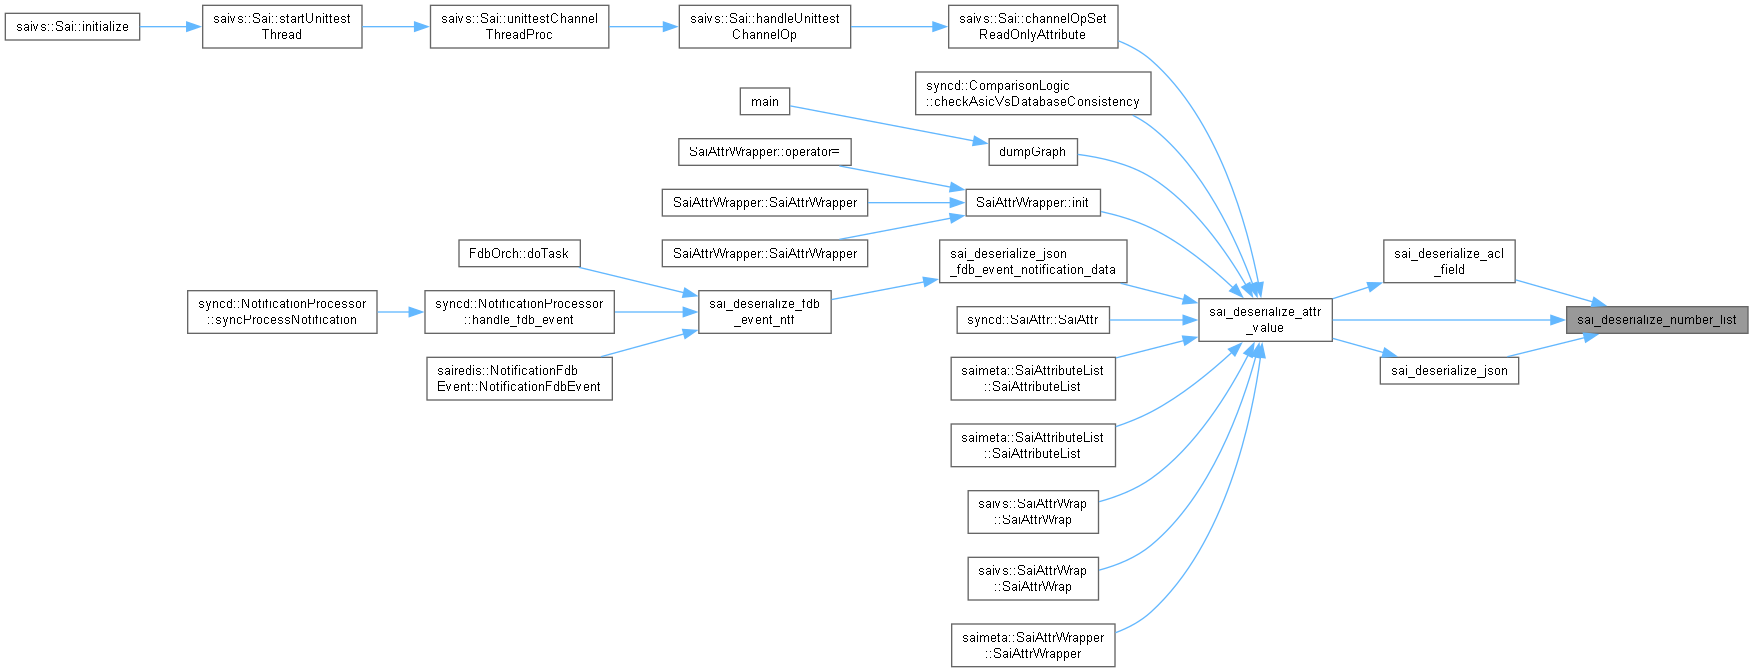 saivs::Sai::initialize
saivs::Sai::startUnittest
Thread
saivs::Sai::unittestChannel
ThreadProc
saivs::Sai::handleUnittest
ChannelOp
saivs::Sai::channelOpSet
ReadOnlyAttribute
syncd::ComparisonLogic
::checkAsicVsDatabaseConsistency
main
dumpGraph
SaiAttrWrapper::operator=
SaiAttrWrapper::SaiAttrWrapper
SaiAttrWrapper::init
SaiAttrWrapper::SaiAttrWrapper
FdbOrch::doTask
sai_deserialize_json
_fdb_event_notification_data
sai_deserialize_acl
_field
syncd::NotificationProcessor
::syncProcessNotification
syncd::NotificationProcessor
::handle_fdb_event
sai_deserialize_fdb
_event_ntf
syncd::SaiAttr::SaiAttr
sai_deserialize_attr
_value
sai_deserialize_number_list
sairedis::NotificationFdb
Event::NotificationFdbEvent
saimeta::SaiAttributeList
::SaiAttributeList
sai_deserialize_json
saimeta::SaiAttributeList
::SaiAttributeList
saivs::SaiAttrWrap
::SaiAttrWrap
saivs::SaiAttrWrap
::SaiAttrWrap
saimeta::SaiAttrWrapper
::SaiAttrWrapper